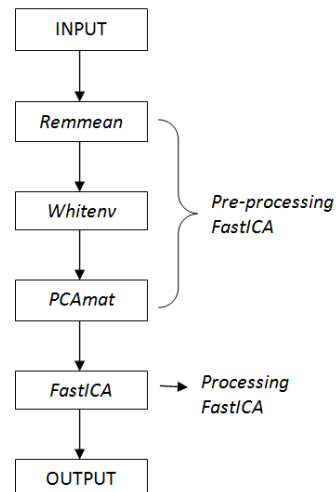 INPUT
Remmean
Whitenv
Pre-processing
FastICA
PCAmat
FastICA
Processing
FastICA
OUTPUT